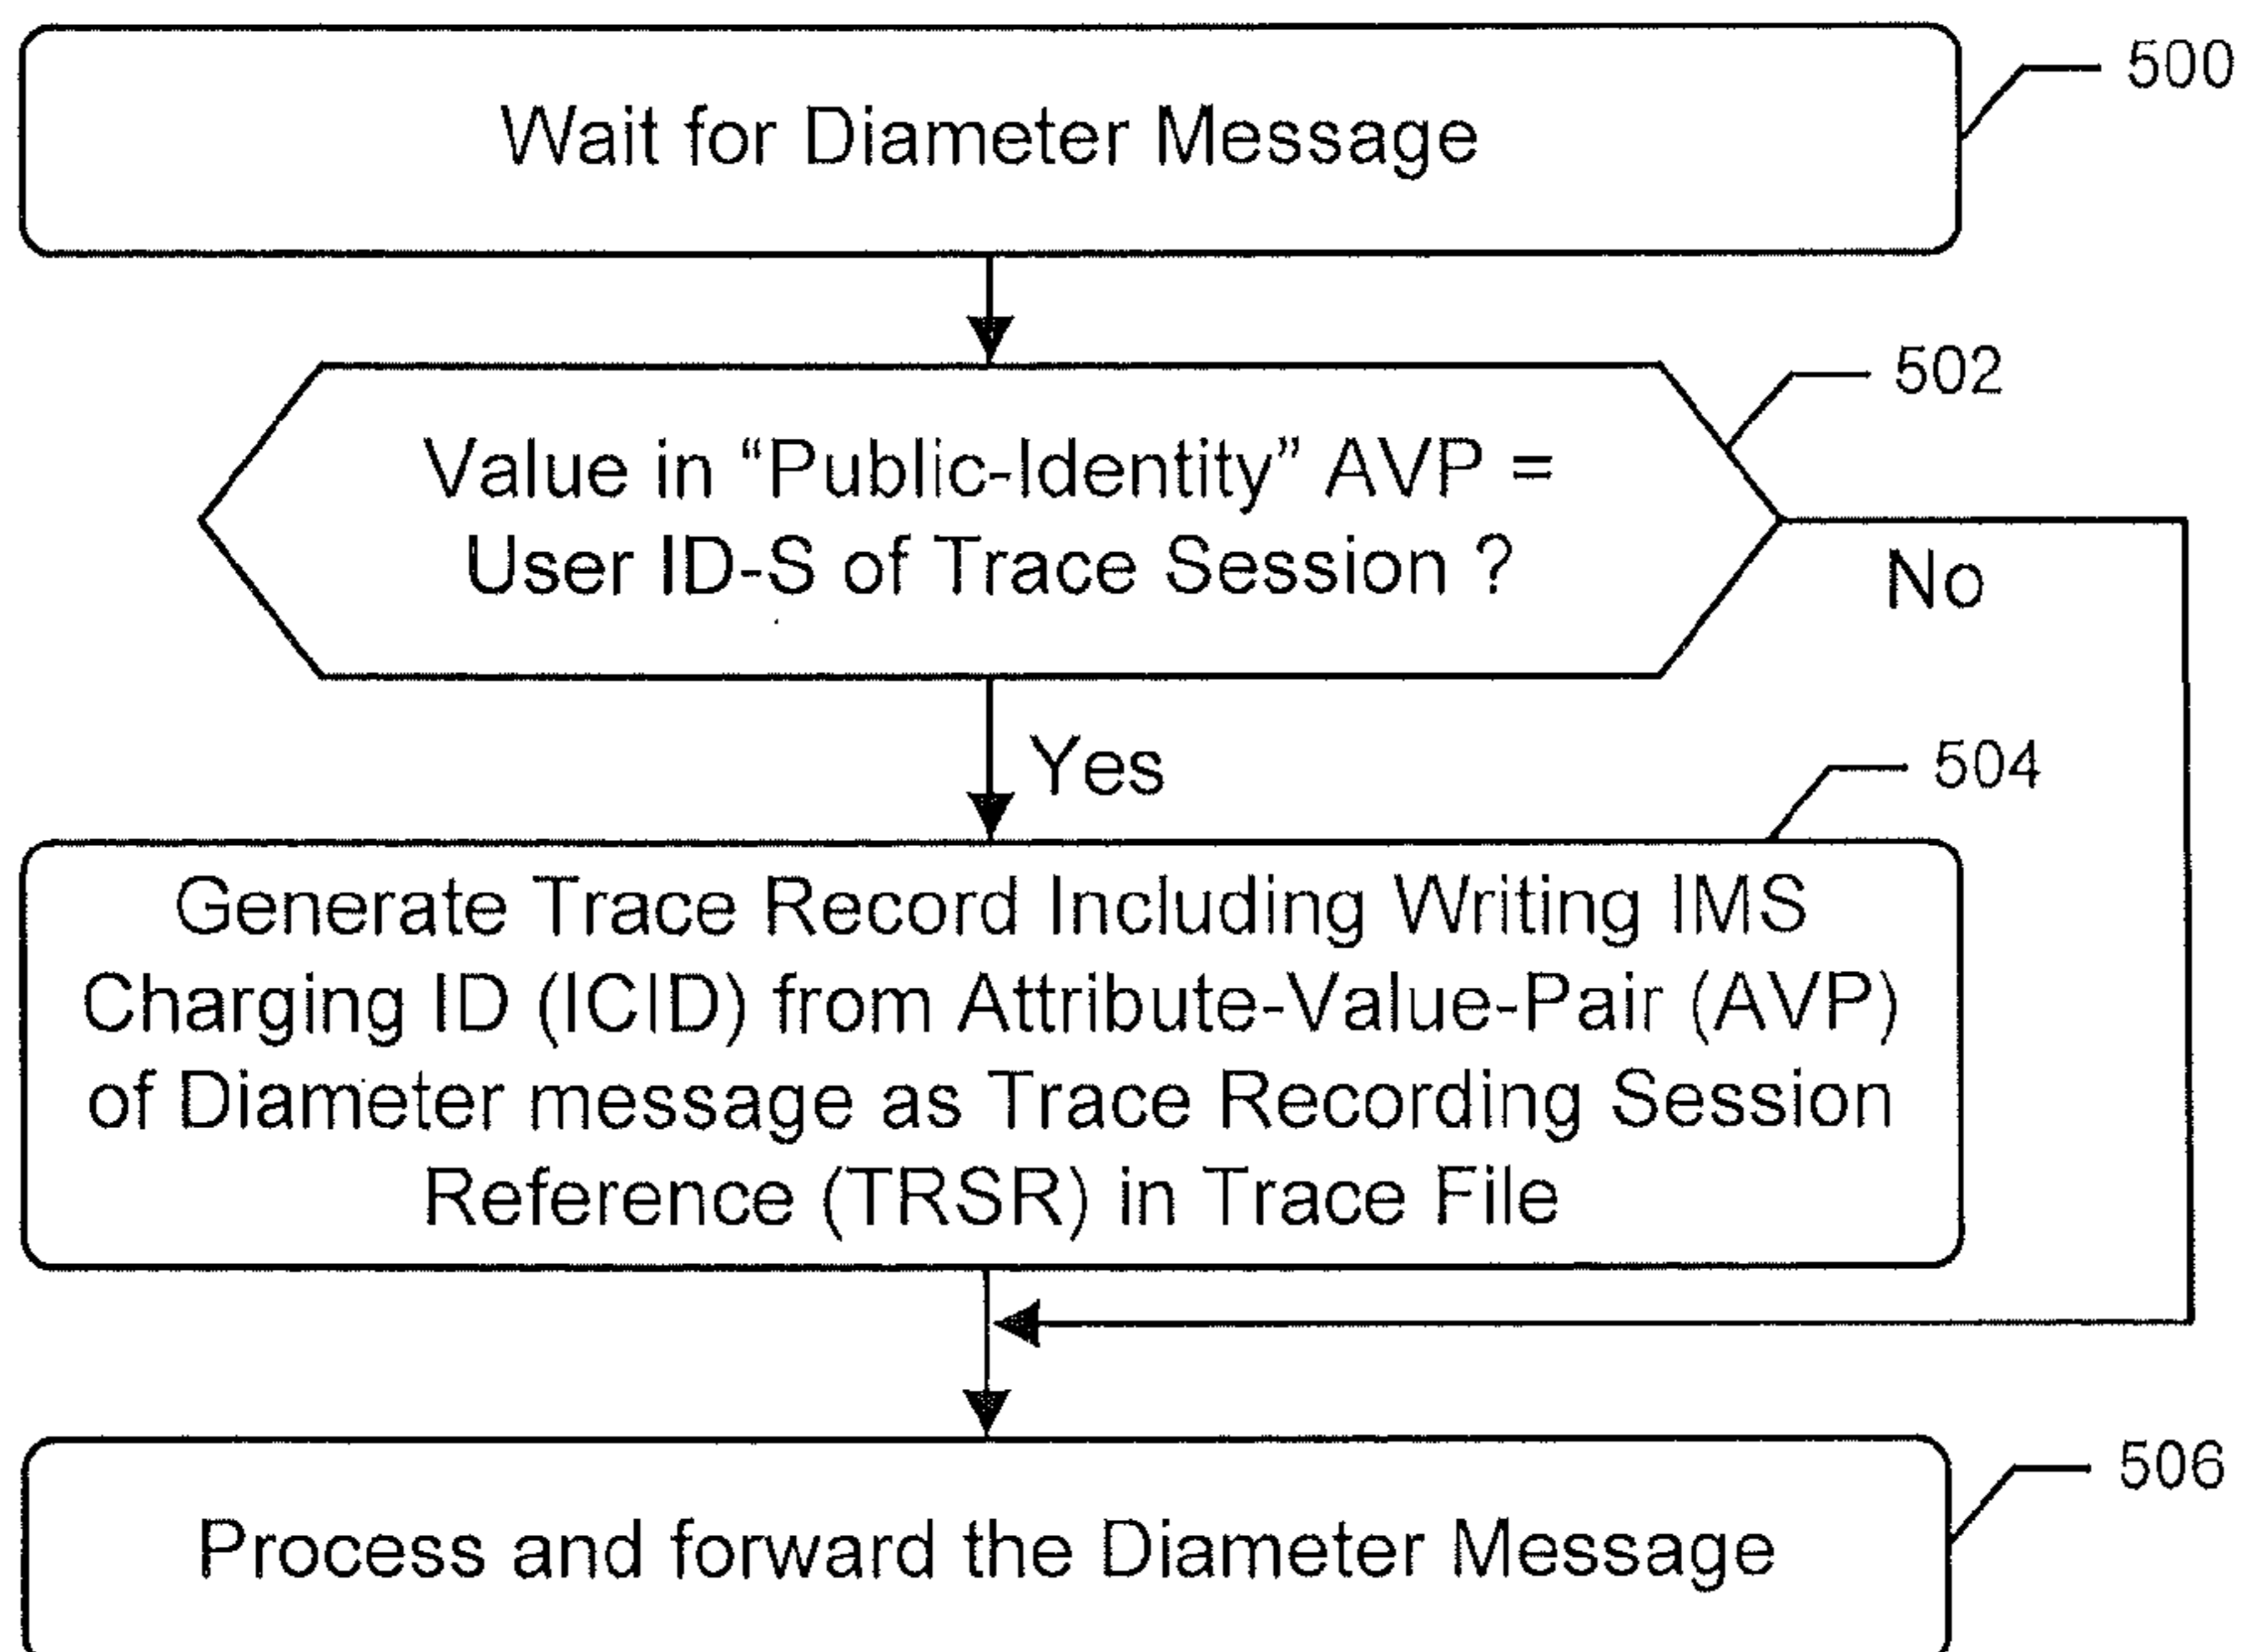 Wait for Diameter Message
500
502
Value in “Public-Identity” AVP =
User ID-S of Trace Session ?
No
Yes
504
Generate Trace Record Including Writing IMS
Charging ID (ICID) from Attribute-Value-Pair (AVP)
of Diameter message as Trace Recording Session
Reference (TRSR) in Trace File
506
Process and forward the Diameter Message